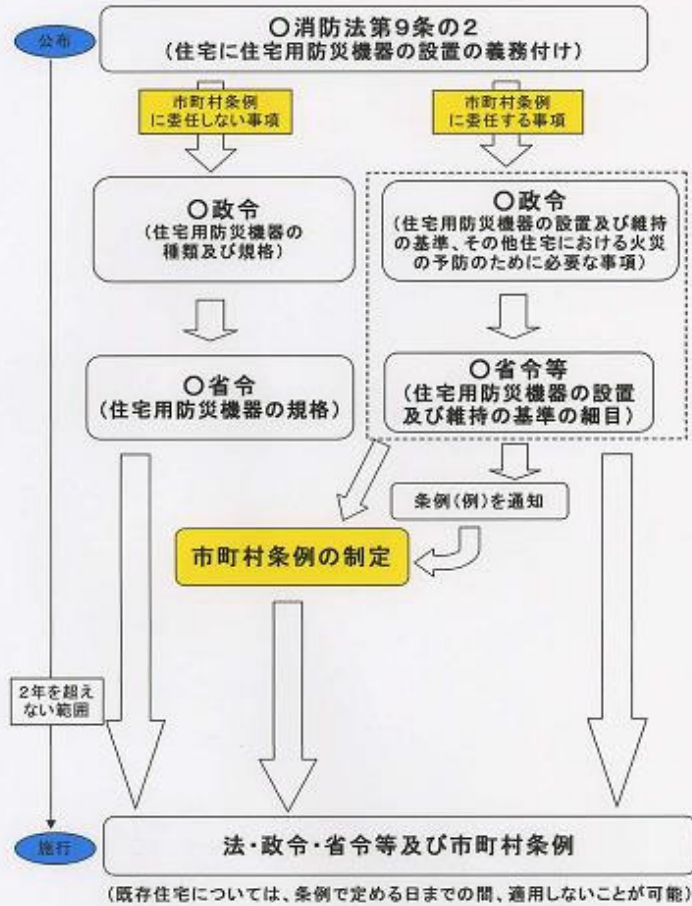 公布
○消防法第9条の2
(住宅に住宅用防災機器の設置の義務付け)
市町村条例
に委任しない事項
市町村条例
に委任する事項
○政令
(住宅用防災機器の
種類及び規格)
○政令
(住宅用防災機器の設置及び維持
の基準、その他住宅における火災
の予防のために必要な事項)
○省令
(住宅用防災機器の規格)
○省令等
(住宅用防災機器の設置
及び維持の基準の細目)
条例(例)を通知
市町村条例の制定
2年を超え
ない範囲
施行
法・政令・省令等及び市町村条例
(既存住宅については、条例で定める日までの間、適用しないことが可能)